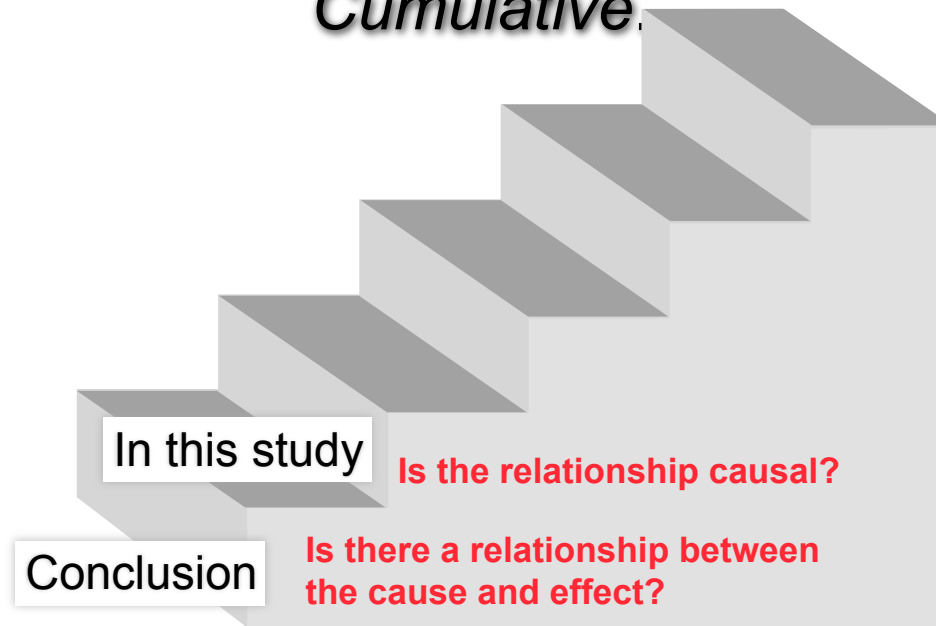 Cumulative.
In this study
Is the relationship causal?
Conclusion
Is there a relationship between
the cause and effect?